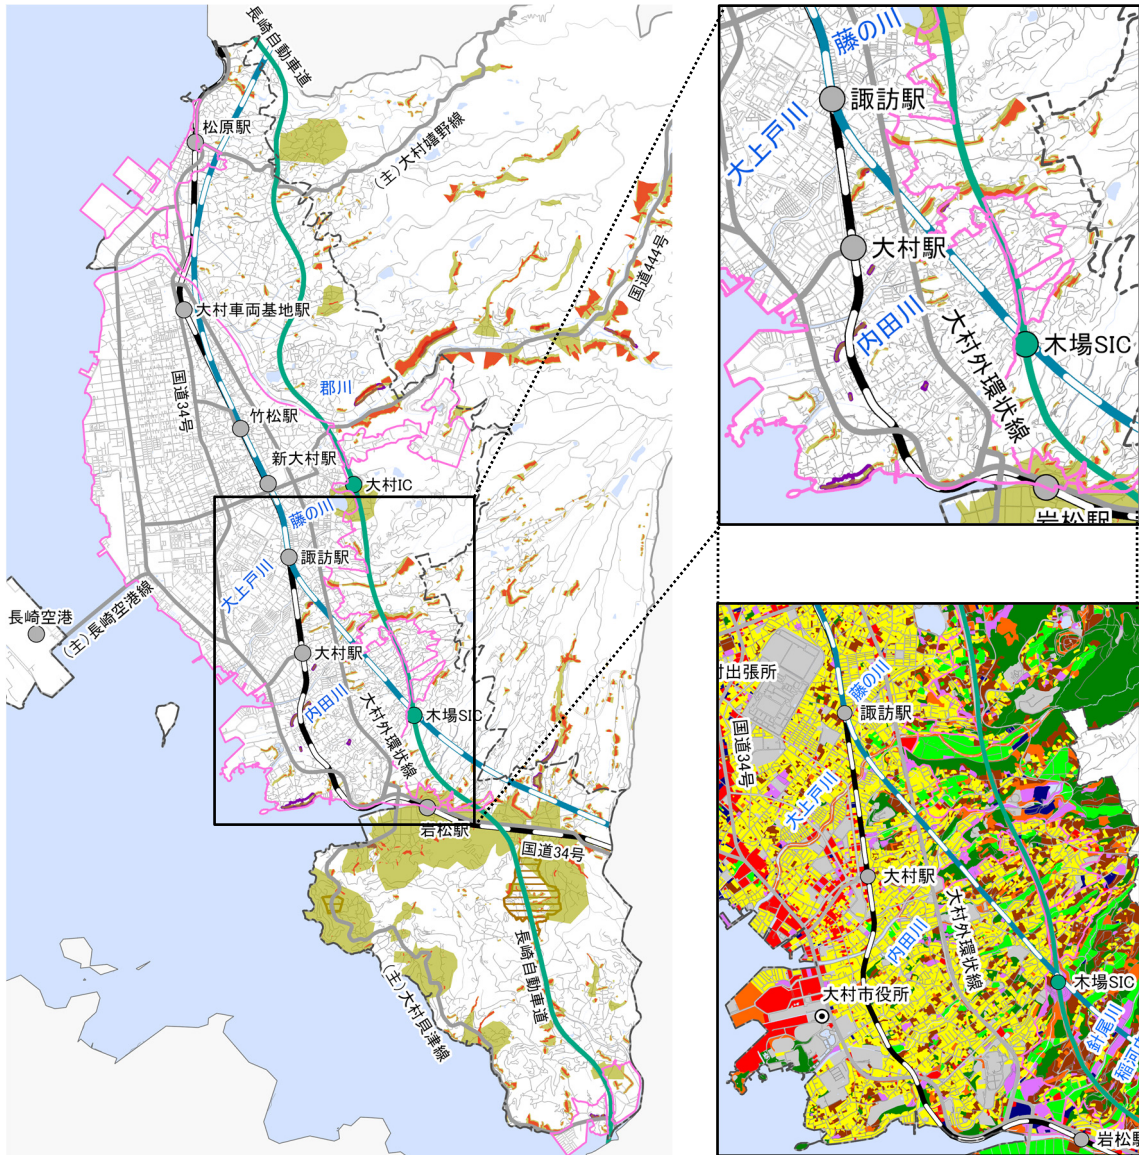 長崎自動車道
松原駅
(主)大村嬉野線
国道444号
大村車両基地駅
国道34号
郡川
竹松駅
新大村駅
大村IC
藤の川
諏訪駅
大上戸川
長崎空港
(主)長崎空港線
大村駅
内田川
木場SIC
大村外環状線
岩松駅
国道34号
長崎自動車道
(主)大村貝津線
藤の川
諏訪駅
大上戸川
大村駅
内田川
大村外環状線
木場SIC
岩松駅
村出張所
藤の川
諏訪駅
国道34号
大上戸川
大村駅
内田川
大村外環状線
木場SIC
大村市役所
針尾川
稲河
岩松駅